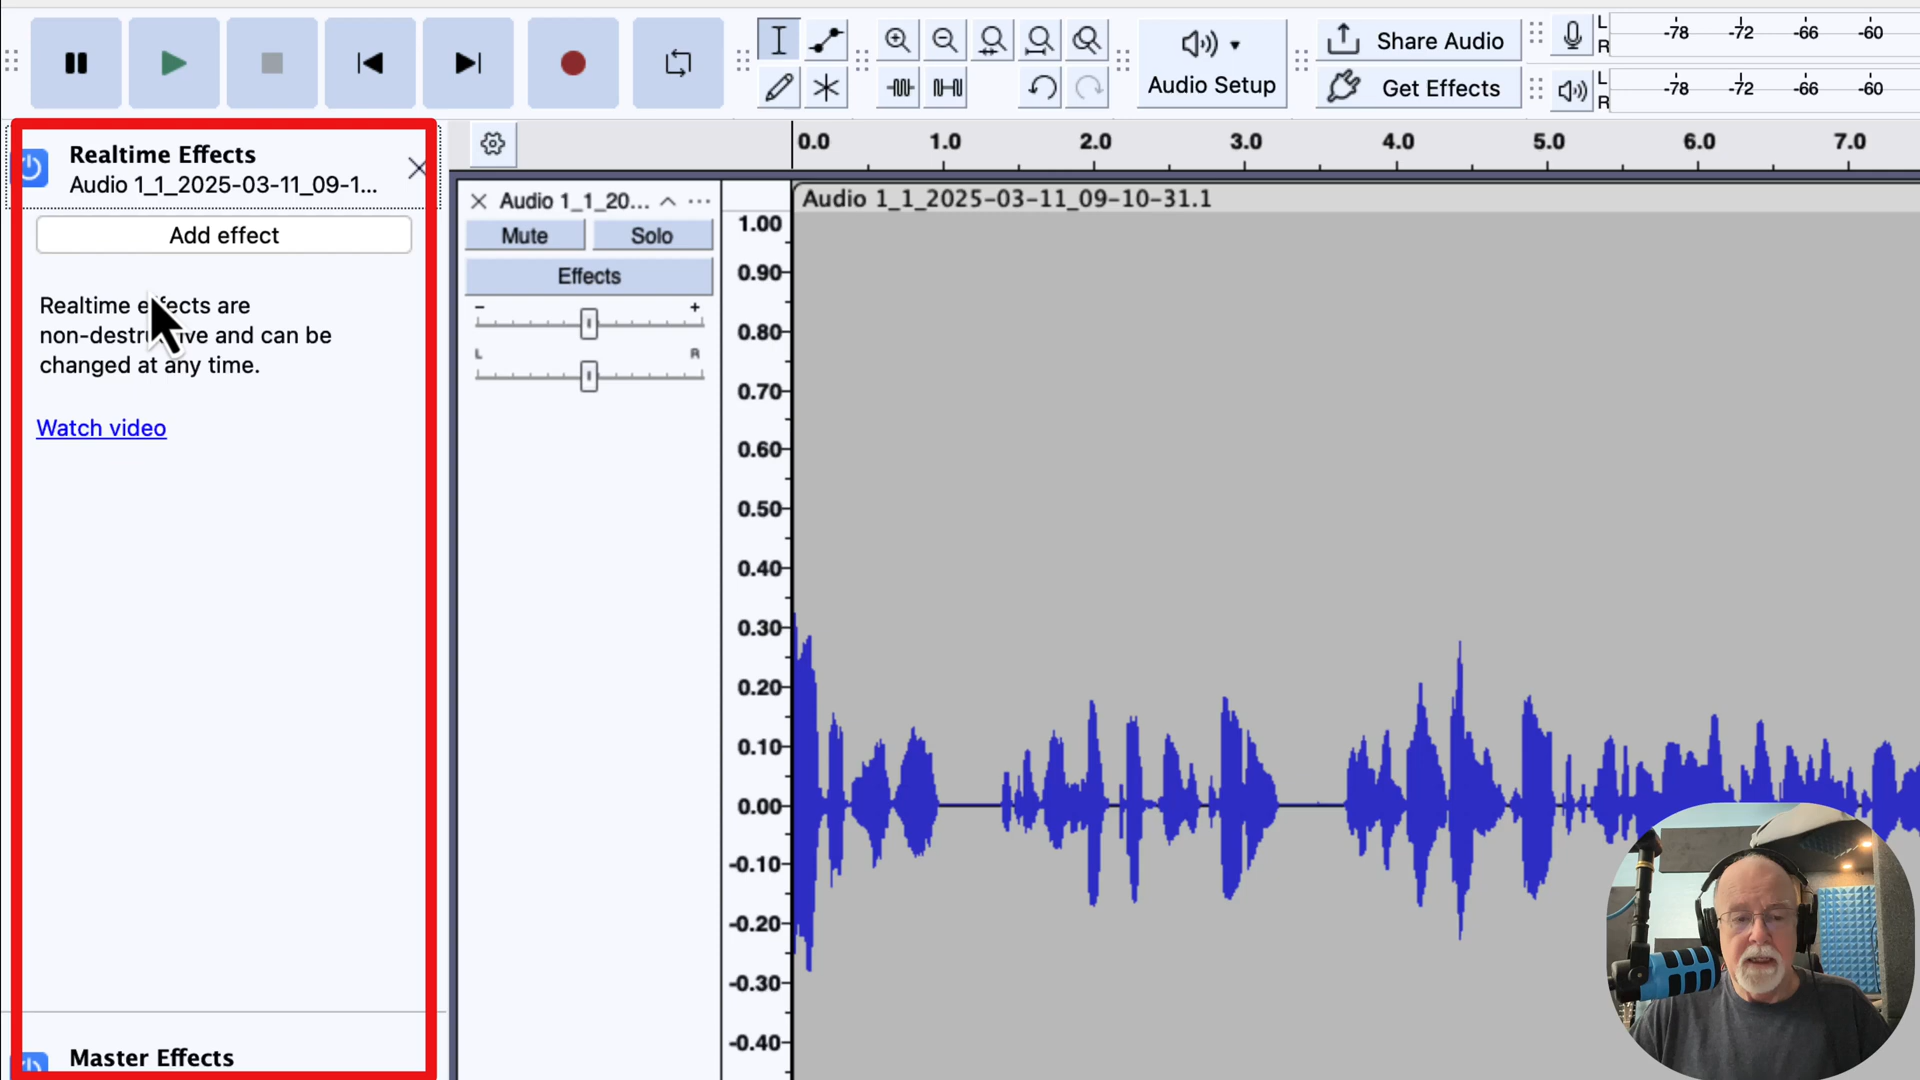 Audio Setup
Share Audio
Get Effects
L
R
-78 -72 -66 -60
L
R
-78 -72 -66 -60
Realtime Effects
Audio 1_1_2025-03-11_09-1...
Add effect
Realtime effects are
non-destructive and can be
changed at any time.
Watch video
Master Effects
0.0 1.0 2.0 3.0 4.0 5.0 6.0 7.0
Audio 1_1_20...
Mute Solo
Effects
- +
L R
Audio 1_1_2025-03-11_09-10-31.1
1.00
0.90
0.80
0.70
0.60
0.50
0.40
0.30
0.20
0.10
0.00
-0.10
-0.20
-0.30
-0.40